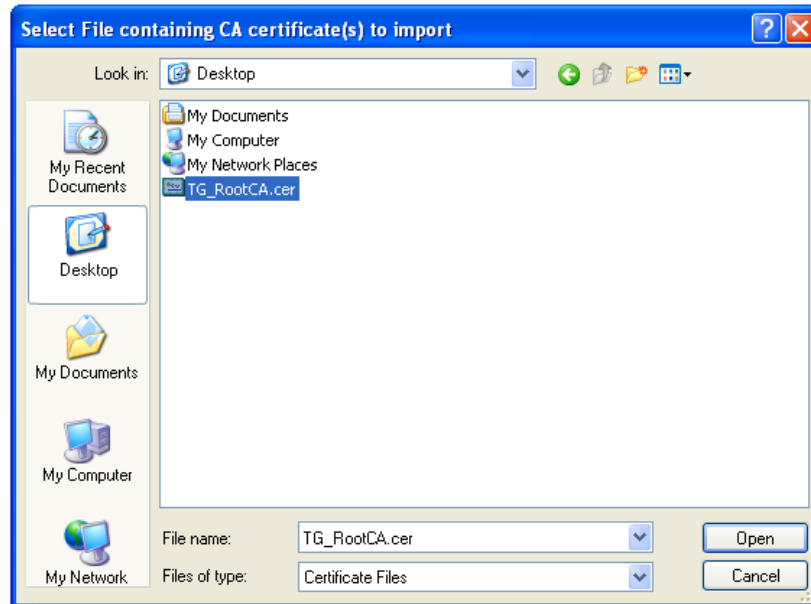 Select File containing CA certificate(s) to import
Look in: Desktop
My Recent
Documents
Desktop
My Documents
My Computer
My Network
My Documents
My Computer
My Network Places
TG_RootCA.cer
File name: TG_RootCA.cer Open
Files of type: Certificate Files Cancel